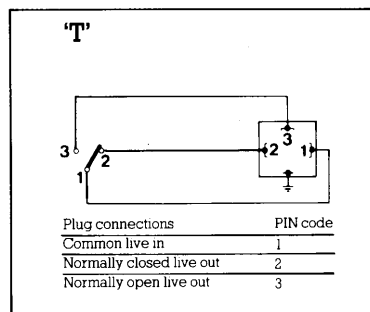 'T'
3
2
1
3
2
1
Plug connections PIN code
Common live in 1
Normally closed live out 2
Normally open live out 3